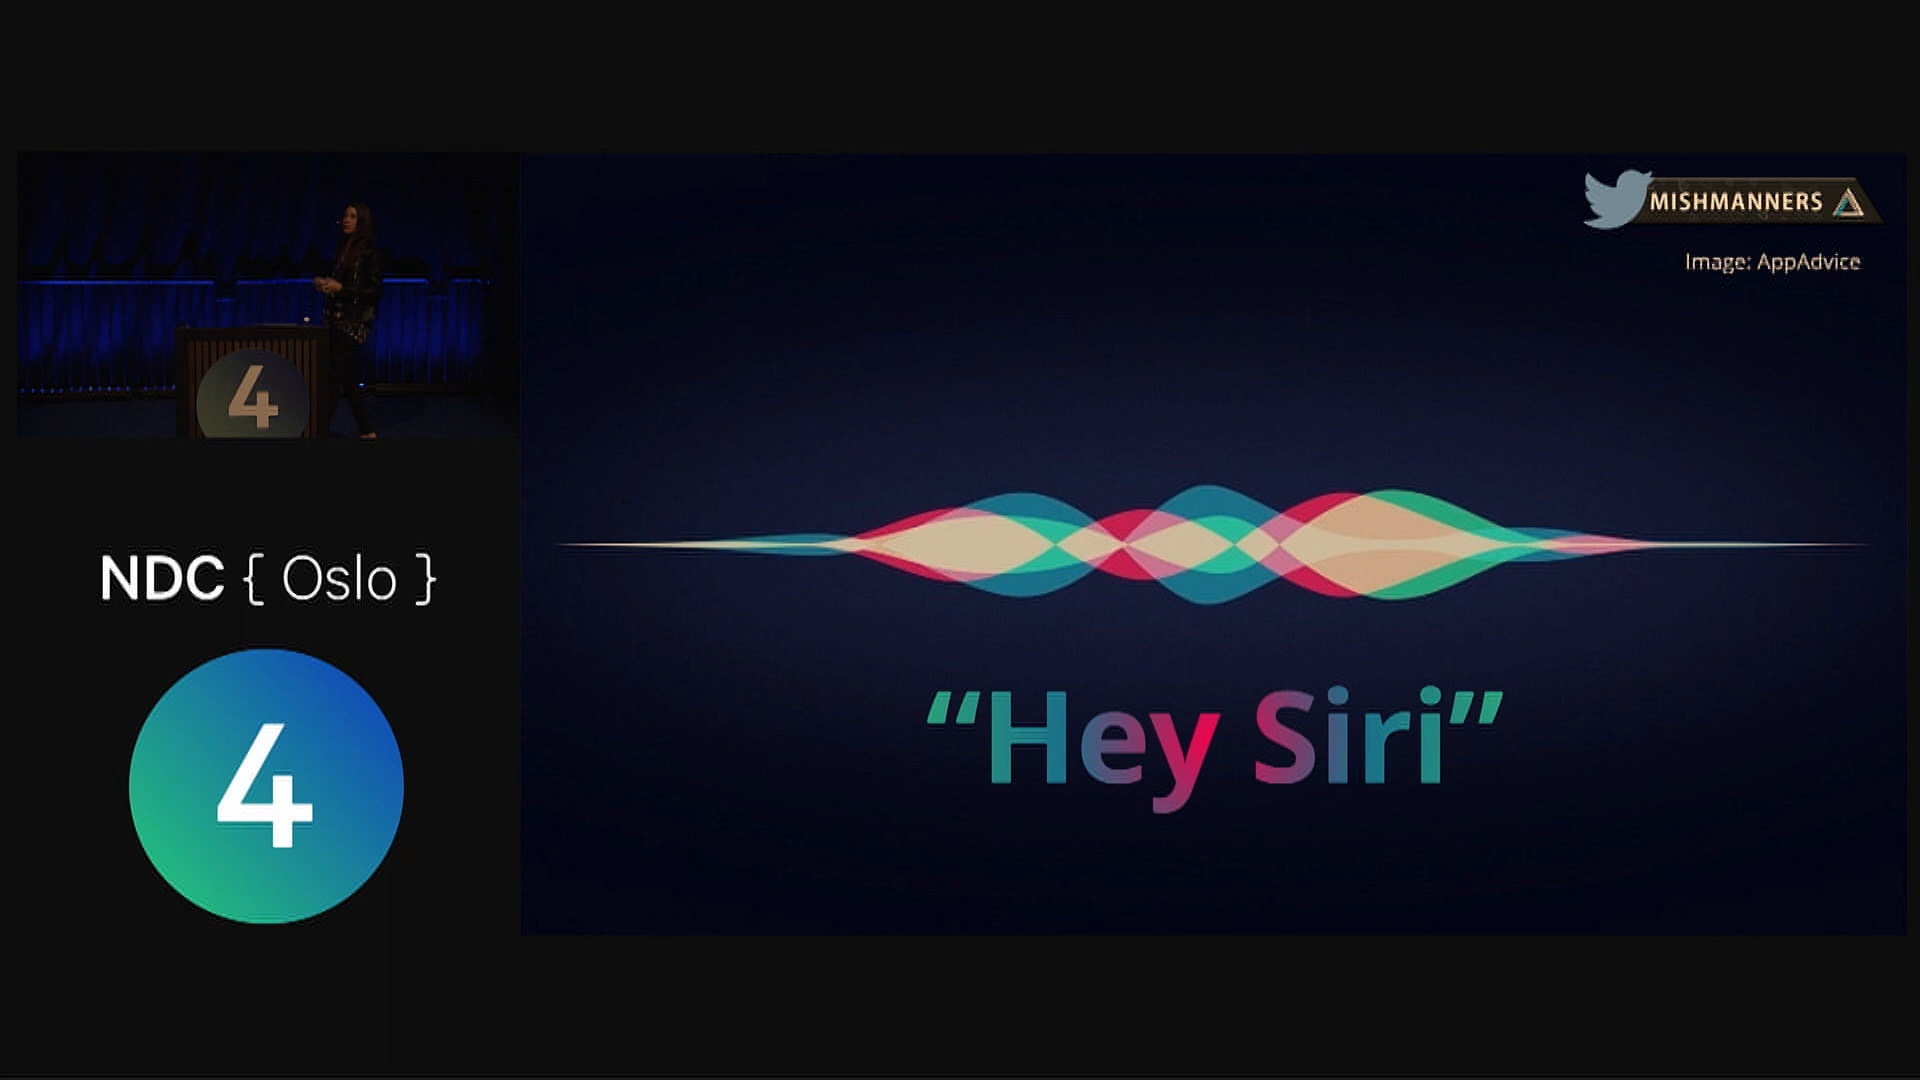 MISHMANNERS
Image: AppAdvice
4
NDC { Oslo }
4
“Hey Siri”